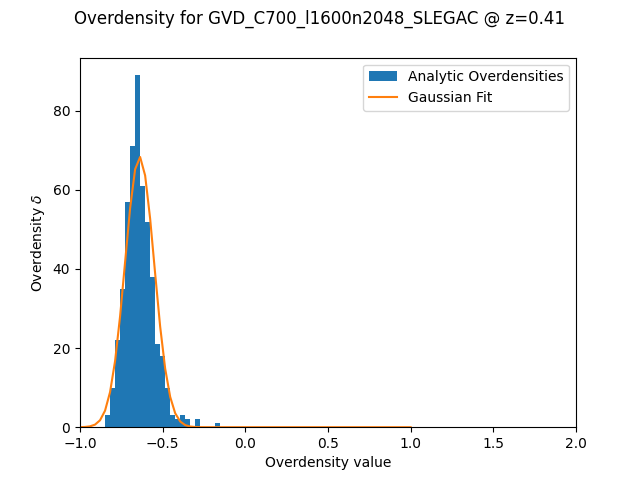 Overdensity for GVD_C700_l1600n2048_SLEGAC @ z=0.41
Analytic Overdensities
Gaussian Fit
Overdensity δ
80
60
40
20
0
−1.0 −0.5 0.0 0.5 1.0 1.5 2.0
Overdensity value